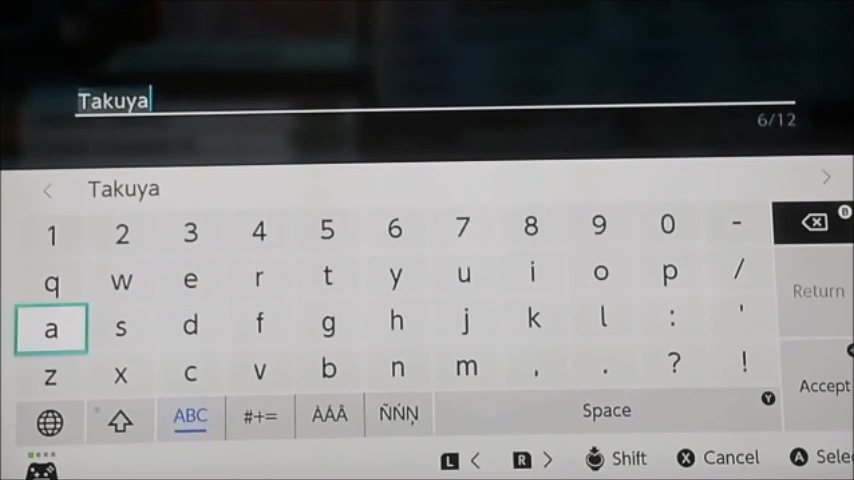 Takuya
6/12
< Takuya >
1 2 3 4 5 6 7 8 9 0 -
q w e r t y u i o p /
Return
a s d f g h j k l : '
z x c v b n m , . ? !
Accept
ABC #+= ÀÁÂ ÑŃŅ Space Y
L < R > Shift X Cancel A